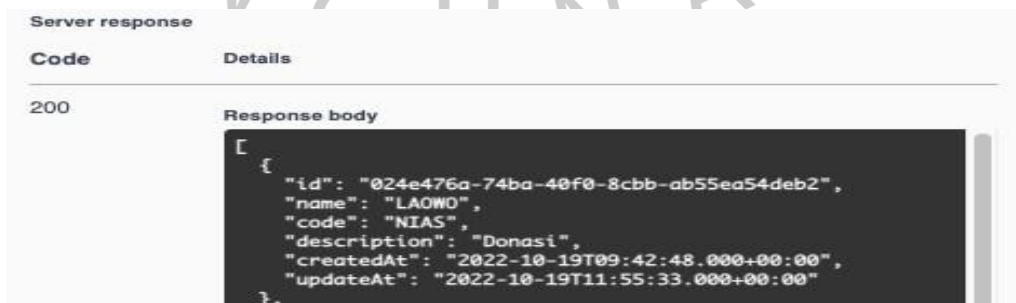 Server response
Code Details
200
Response body
[
{
"id": "024e476a-74ba-40f0-8cbb-ab55ea54deb2",
"name": "LAOWO",
"code": "NIAS",
"description": "Donasi",
"createdAt": "2022-10-19T09:42:48.000+00:00",
"updateAt": "2022-10-19T11:55:33.000+00:00"
},